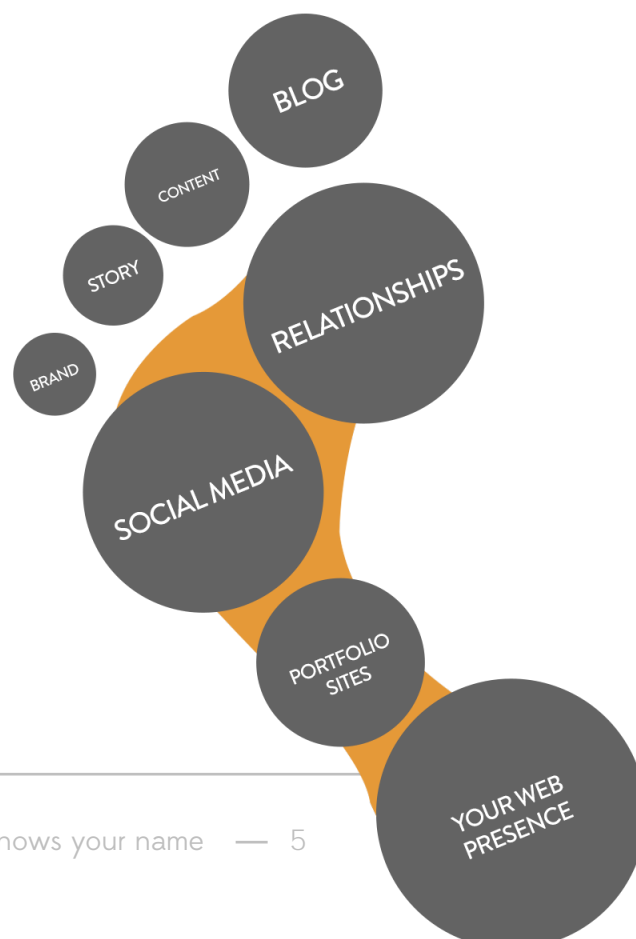 BLOG
CONTENT
STORY
RELATIONSHIPS
BRAND
SOCIAL MEDIA
PORTFOLIO
SITES
YOUR WEB
PRESENCE
nows your name — 5